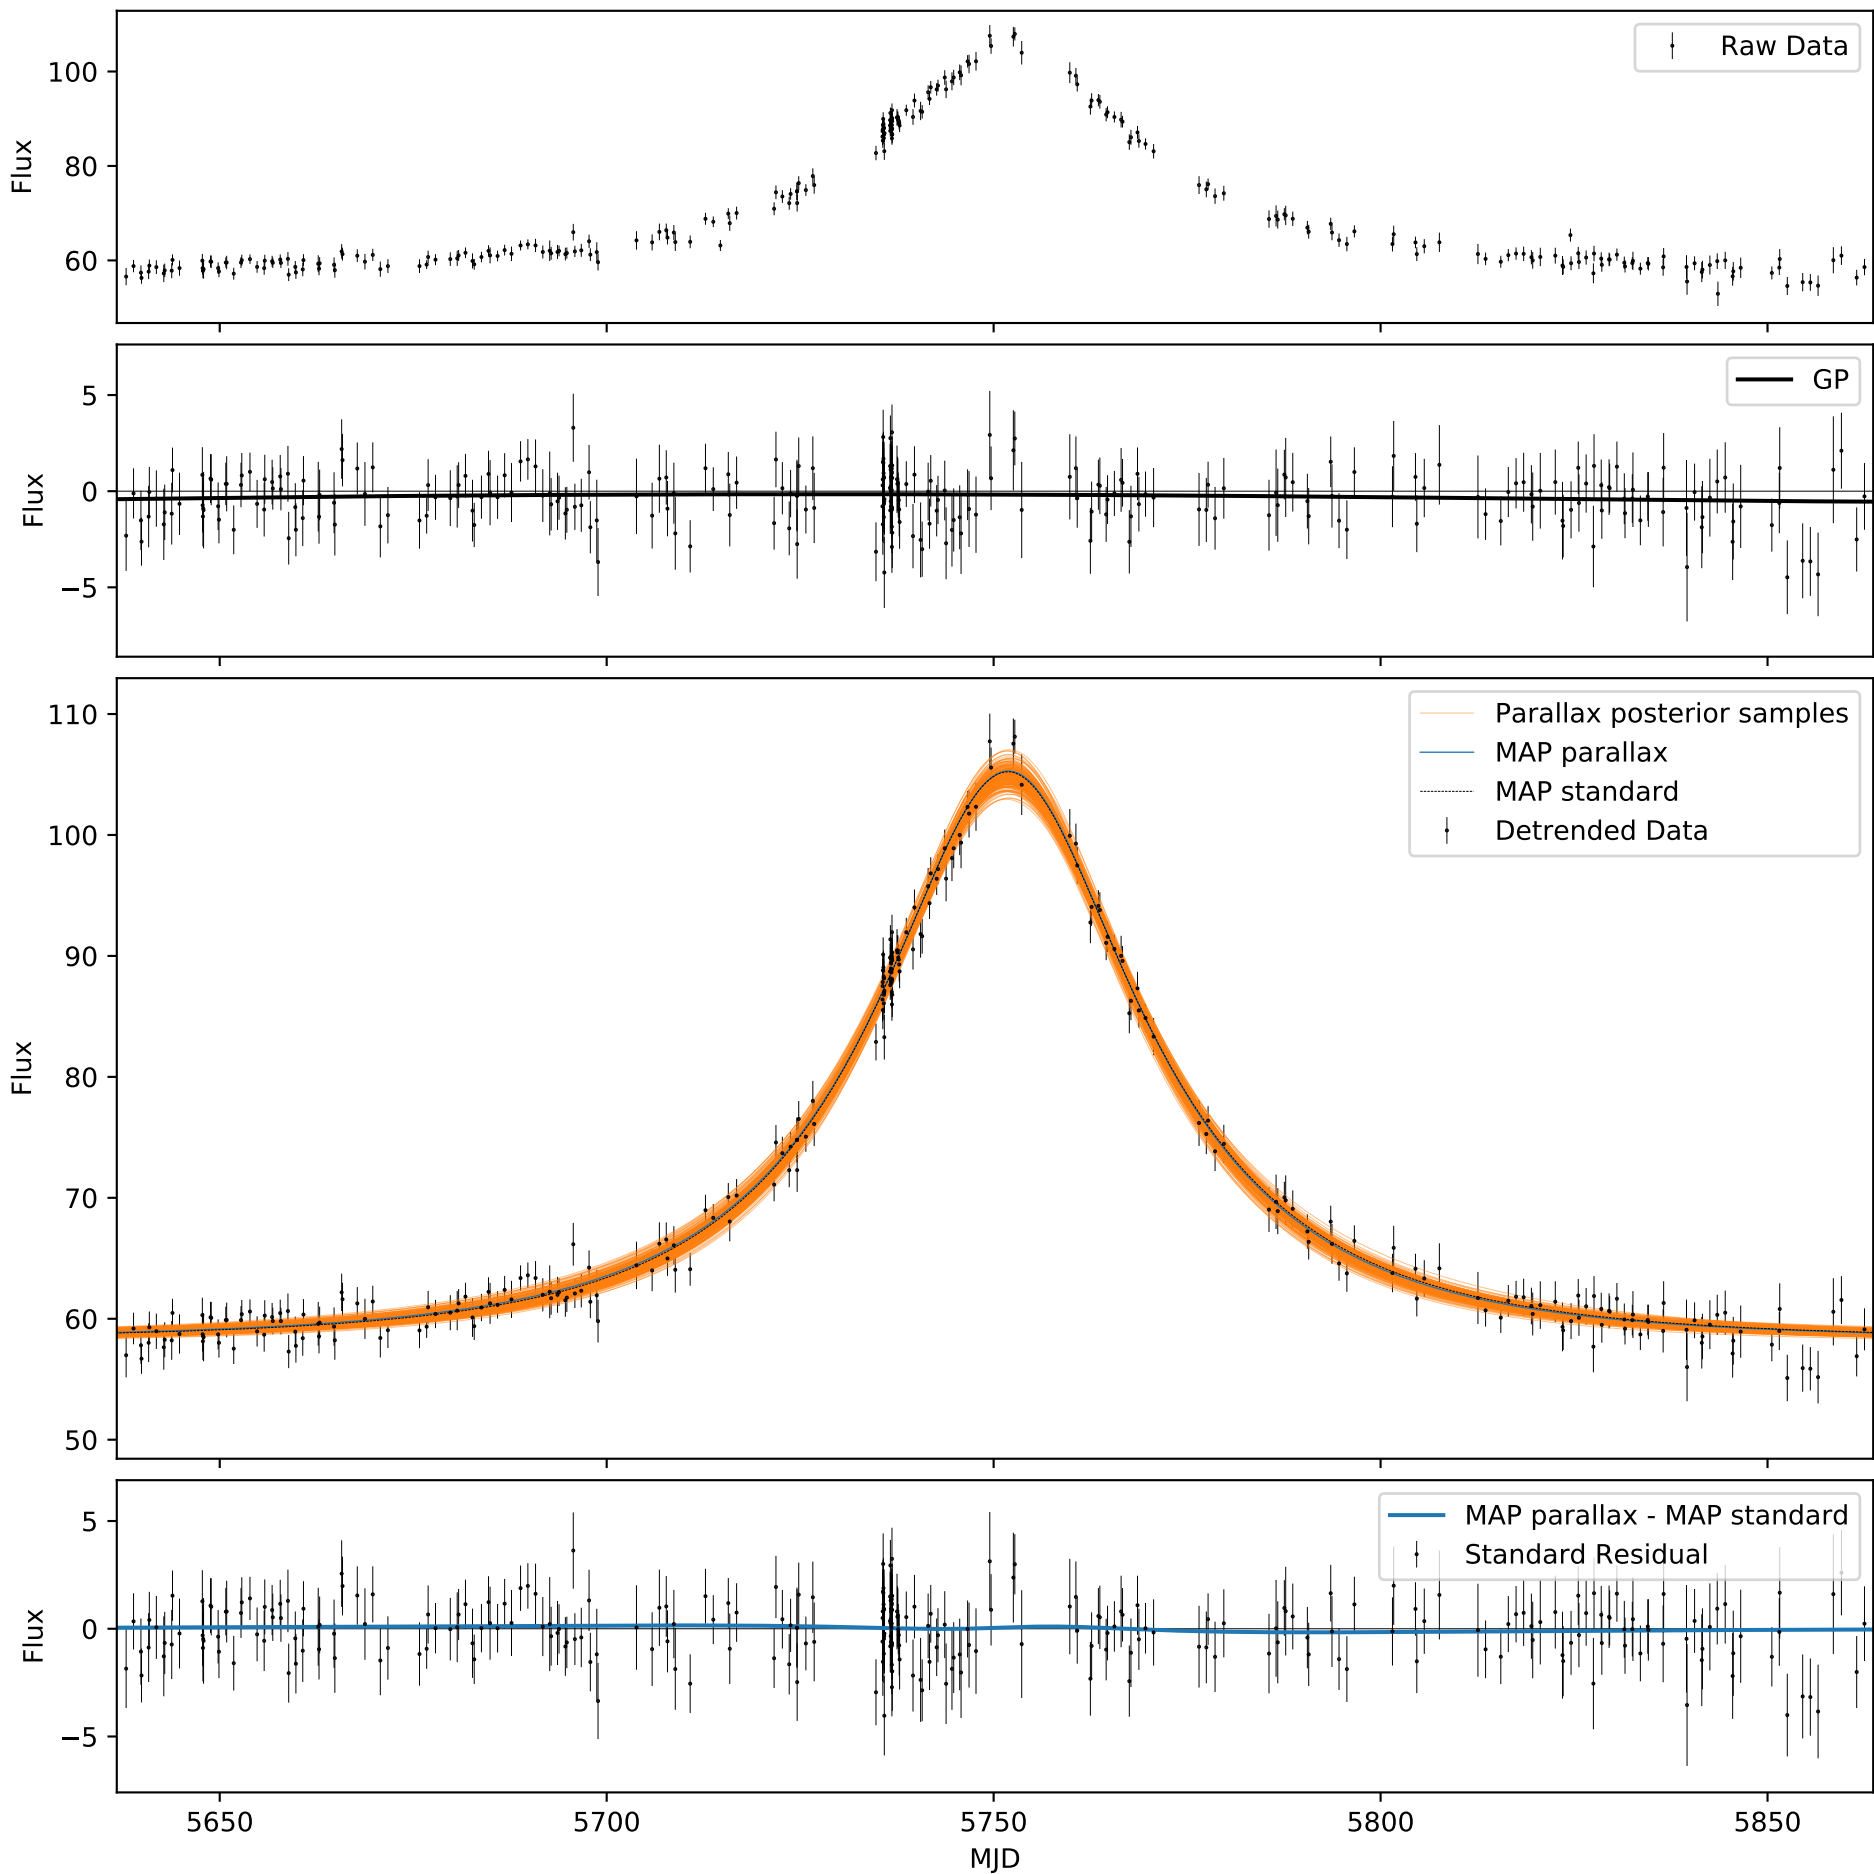 100
80
60
Flux
Raw Data
5
0
−5
Flux
GP
110
100
90
80
70
60
50
Flux
Parallax posterior samples
MAP parallax
MAP standard
Detrended Data
5
0
−5
Flux
MAP parallax - MAP standard
Standard Residual
5650 5700 5750 5800 5850
MJD